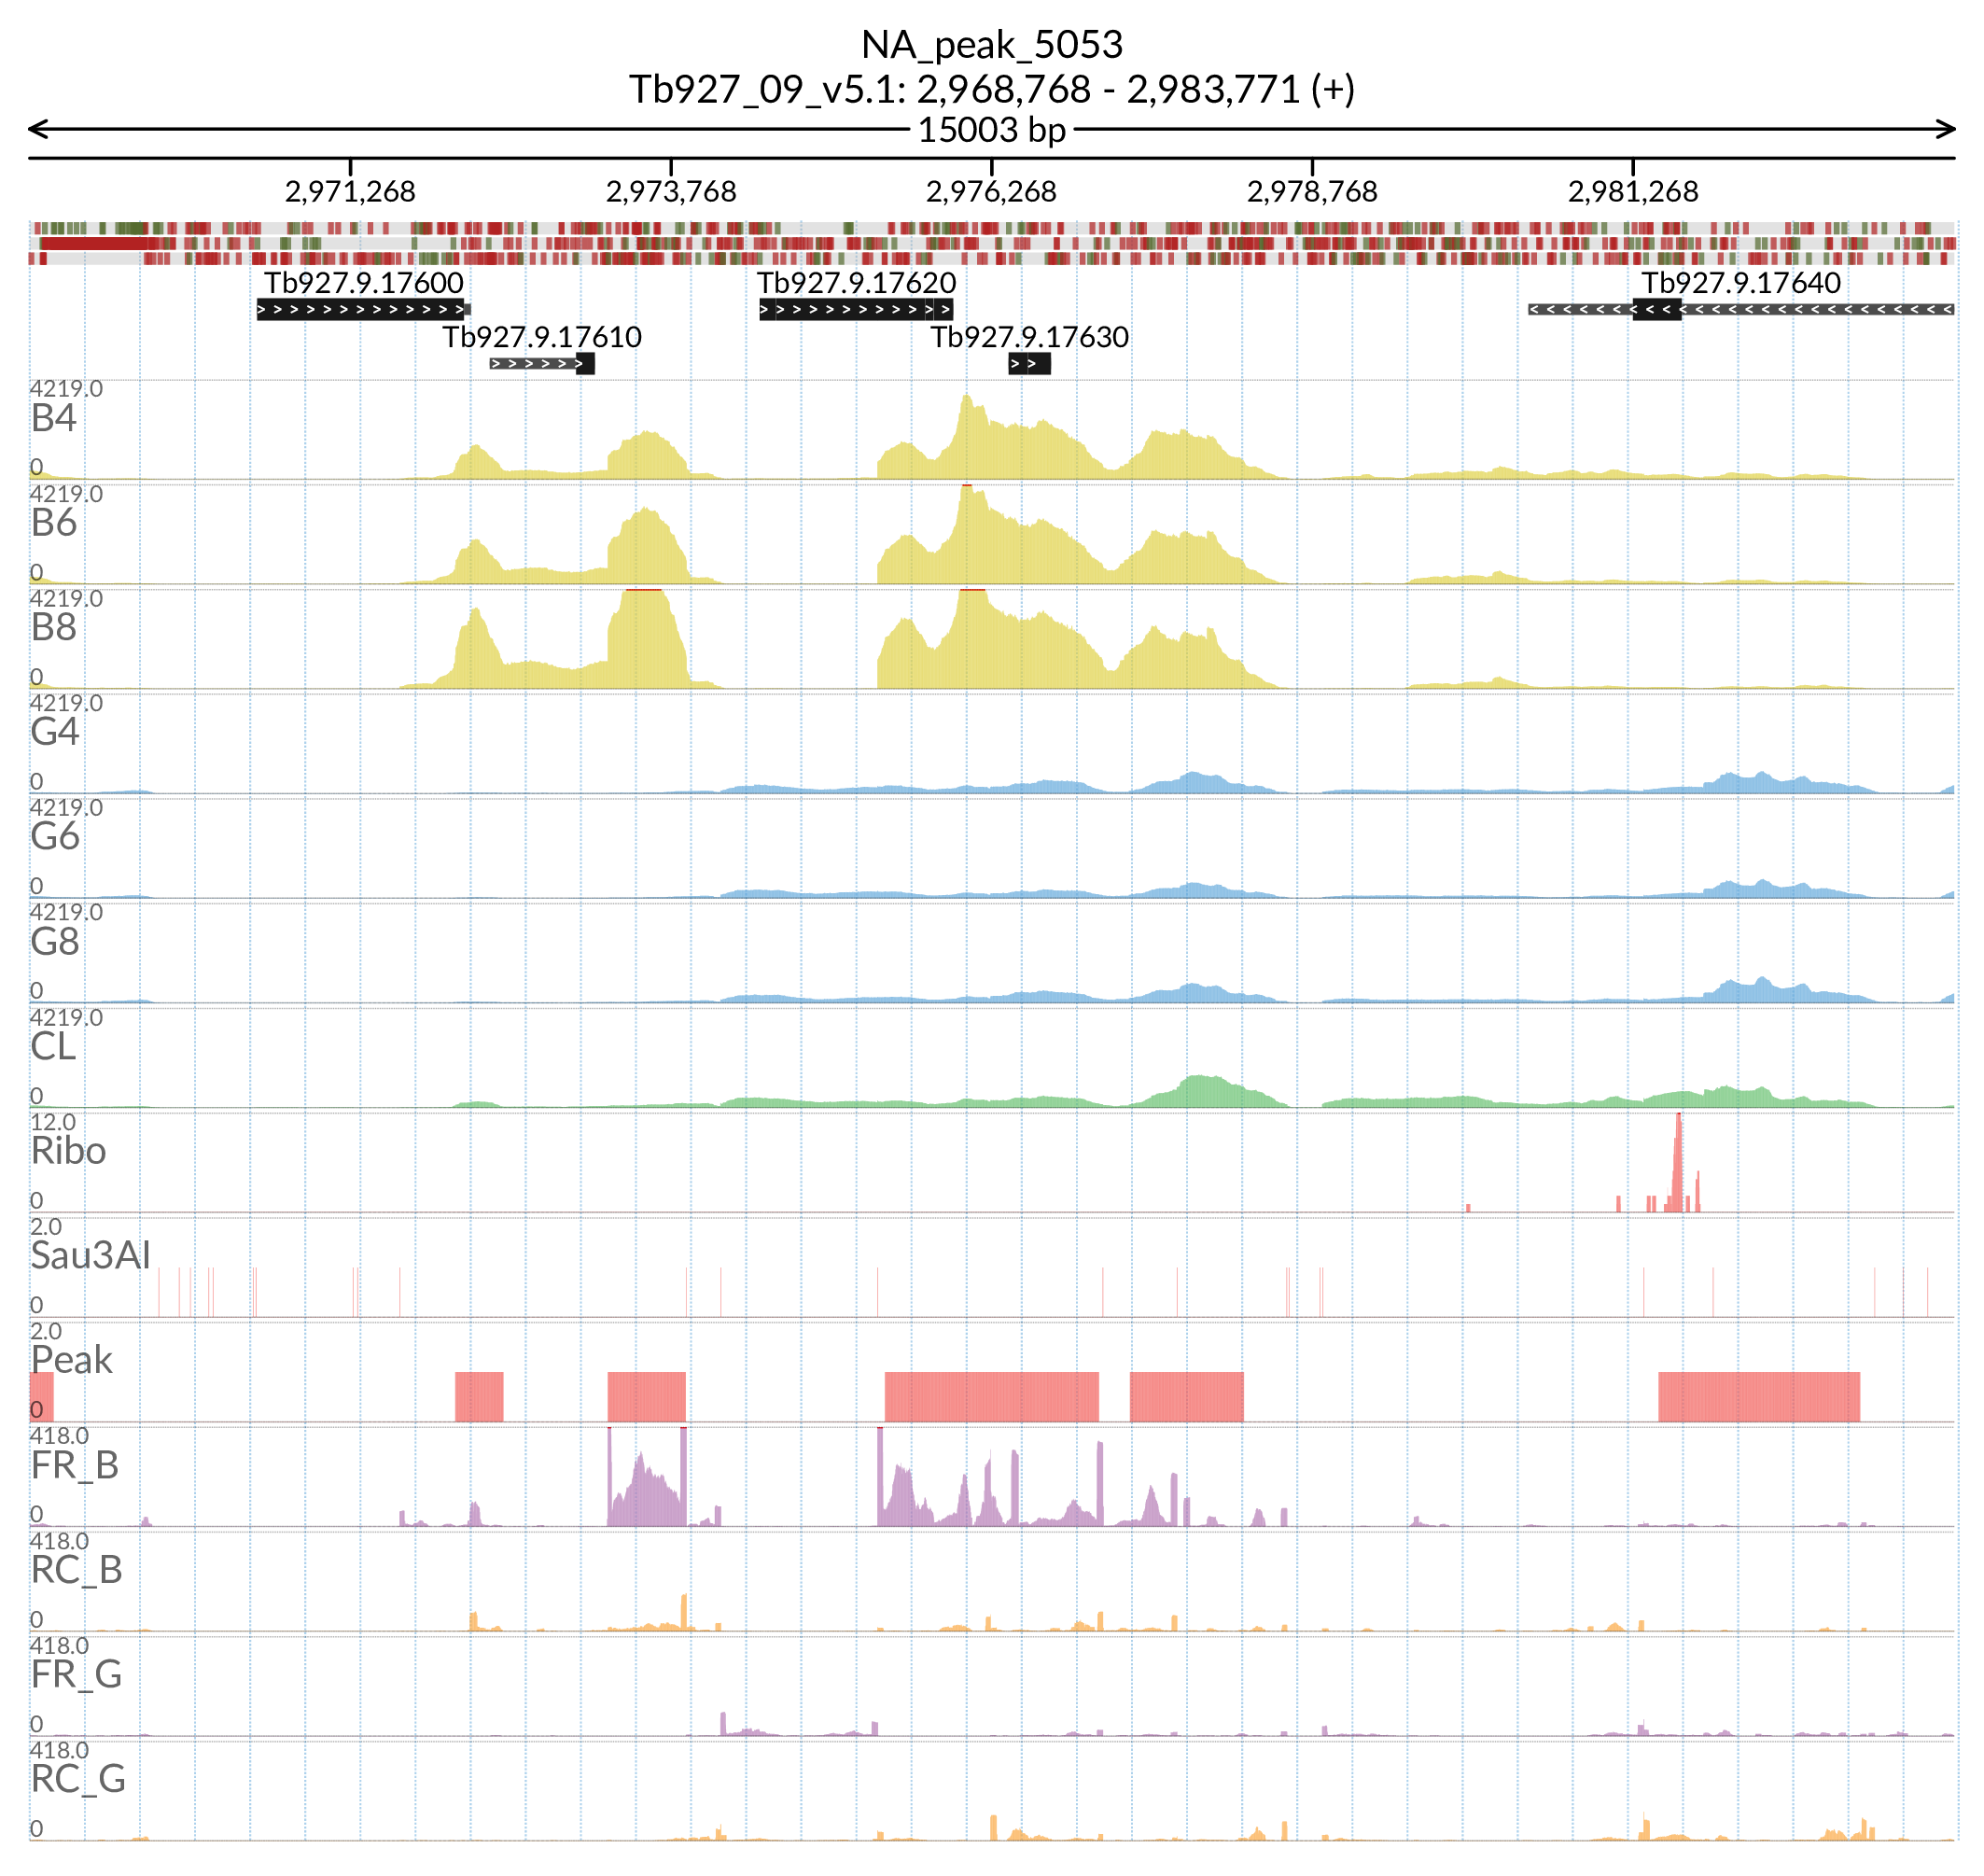 NA_peak_5053
Tb927_09_v5.1: 2,968,768 - 2,983,771 (+)
15003 bp
2,971,268 2,973,768 2,976,268 2,978,768 2,981,268
Tb927.9.17600 Tb927.9.17620 Tb927.9.17640
Tb927.9.17610 Tb927.9.17630
4219.0
B4
0
4219.0
B6
0
4219.0
B8
0
4219.0
G4
0
4219.0
G6
0
4219.0
G8
0
4219.0
CL
0
12.0
Ribo
0
2.0
Sau3AI
0
2.0
Peak
0
418.0
FR_B
0
418.0
RC_B
0
418.0
FR_G
0
418.0
RC_G
0